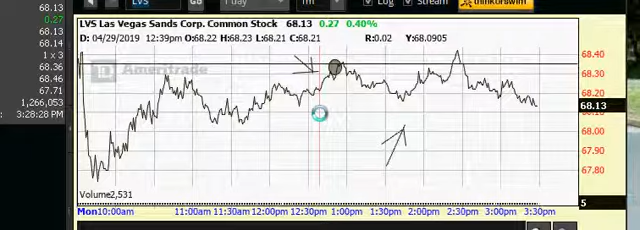 68.13
0.27
68.13
68.14
1 x 3
68.36
68.46
67.71
1,266,053
3:28:28 PM
LVS
1 day
Log
Stream
thinkorswim
LVS Las Vegas Sands Corp. Common Stock 68.13 0.27 0.40%
D: 04/29/2019 12:39pm O:68.22 H:68.23 L:68.21 C:68.21 R:0.02 Y:68.0905
TD Ameritrade
68.40
68.30
68.20
68.13
68.00
67.90
67.80
Volume2,531
5
Mon10:00am 11:00am 11:30am 12:00pm 12:30pm 1:00pm 1:30pm 2:00pm 2:30pm 3:00pm 3:30pm